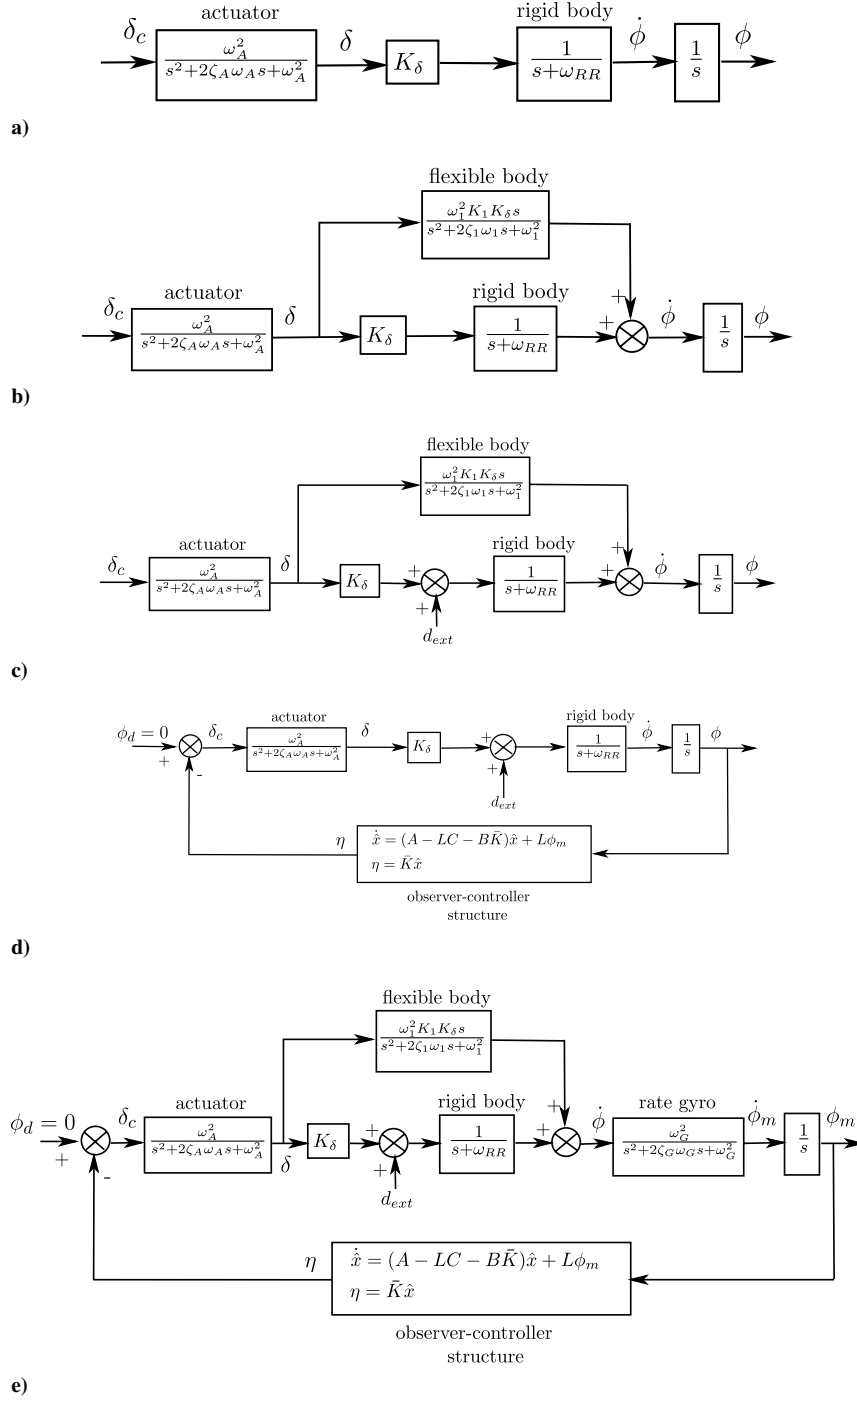 actuator
rigid body
δ_c
ω_A^2 / s^2+2ζ_Aω_As+ω_A^2
δ
K_δ
1 / s+ω_RR
φ̇
1 / s
φ
a)
flexible body
ω_1^2K_1K_δs / s^2+2ζ_1ω_1s+ω_1^2
actuator
rigid body
δ_c
ω_A^2 / s^2+2ζ_Aω_As+ω_A^2
δ
K_δ
1 / s+ω_RR
+
+
φ̇
1 / s
φ
b)
flexible body
ω_1^2K_1K_δs / s^2+2ζ_1ω_1s+ω_1^2
actuator
rigid body
δ_c
ω_A^2 / s^2+2ζ_Aω_As+ω_A^2
δ
K_δ
+
+
d_ext
1 / s+ω_RR
+
+
φ̇
1 / s
φ
c)
actuator
rigid body
φ_d = 0
+
-
δ_c
ω_A^2 / s^2+2ζ_Aω_As+ω_A^2
δ
K_δ
+
+
d_ext
1 / s+ω_RR
φ̇
1 / s
φ
η
x̂̇ = (A − LC − BK̄)x̂ + Lφ_m
η = K̄x̂
observer-controller
structure
d)
flexible body
ω_1^2K_1K_δs / s^2+2ζ_1ω_1s+ω_1^2
actuator
rigid body
rate gyro
φ_d = 0
+
-
δ_c
ω_A^2 / s^2+2ζ_Aω_As+ω_A^2
δ
K_δ
+
+
d_ext
1 / s+ω_RR
+
+
φ̇
ω_G^2 / s^2+2ζ_Gω_Gs+ω_G^2
φ̇_m
1 / s
φ_m
η
x̂̇ = (A − LC − BK̄)x̂ + Lφ_m
η = K̄x̂
observer-controller
structure
e)